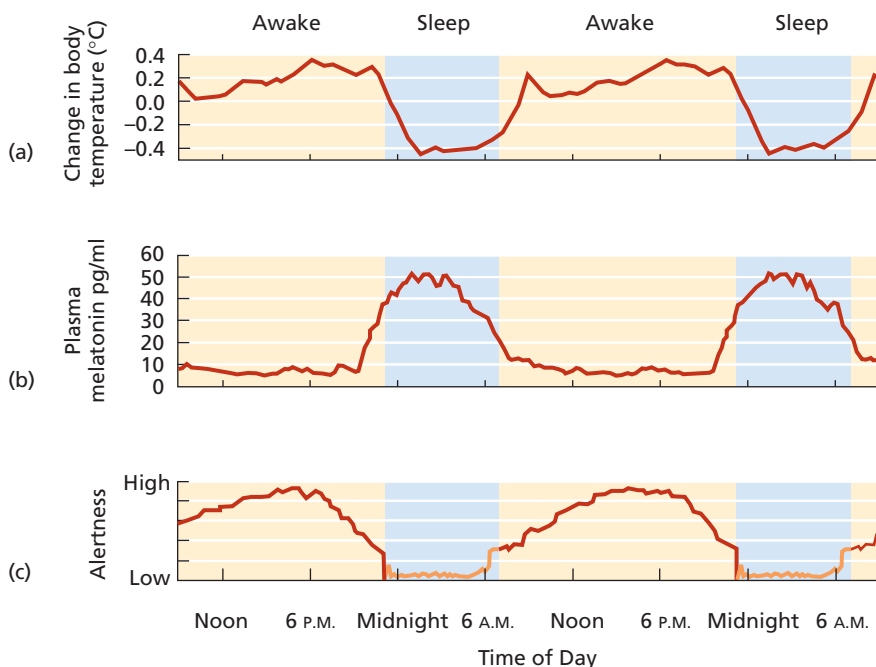 Awake Sleep Awake Sleep
(a)
Change in body
temperature (°C)
0.4
0.2
0.0
−0.2
−0.4
(b)
Plasma
melatonin pg/ml
60
50
40
30
20
10
0
(c)
Alertness
High
Low
Noon 6 P.M. Midnight 6 A.M. Noon 6 P.M. Midnight 6 A.M.
Time of Day